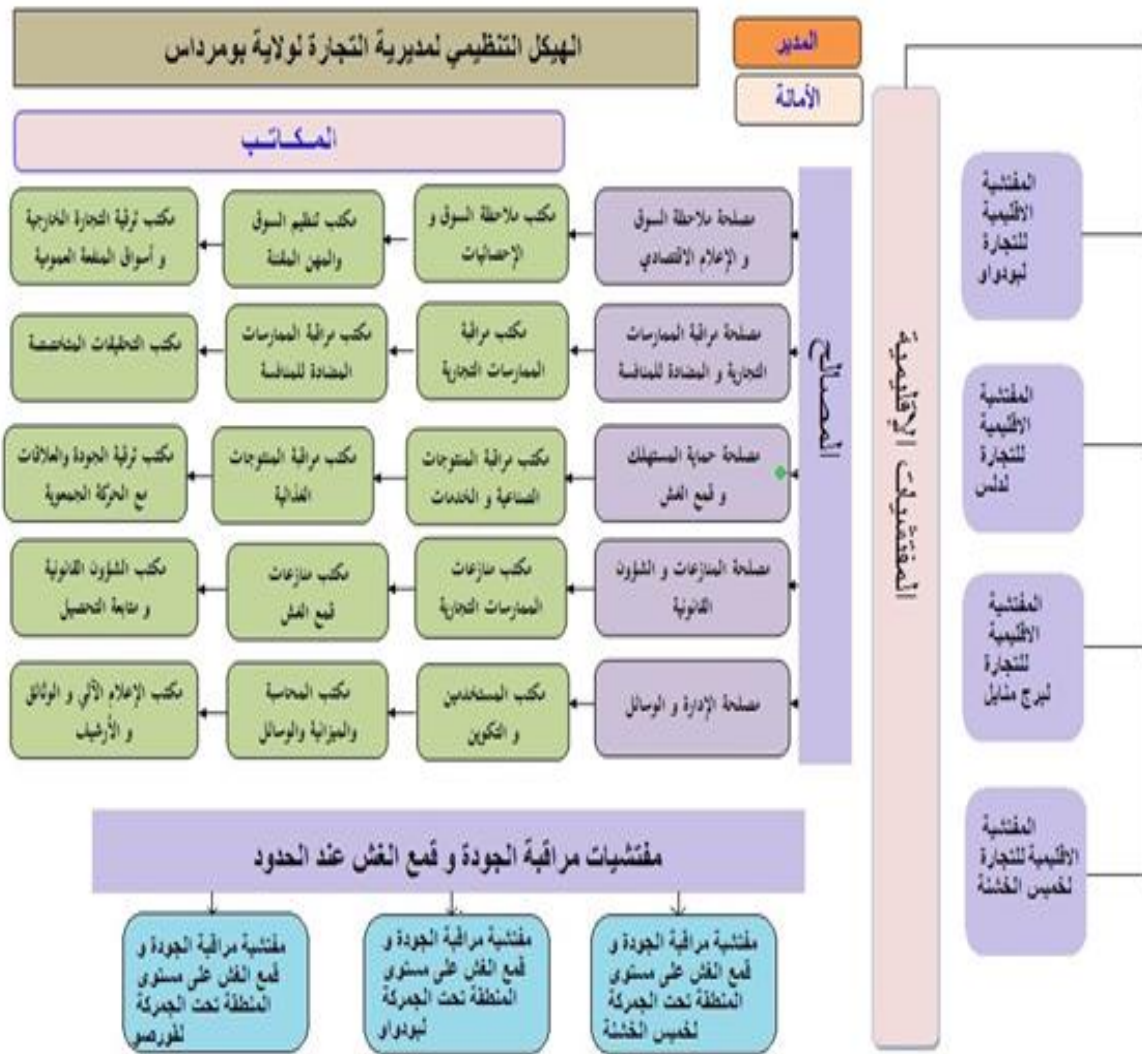 الهيكل التنظيمي لمديرية التجارة لولاية بومرداس
المدير
الأمانة
المفتشيات الإقليمية
المفتشية
الاقليمية
للتجارة
لبودواو
المفتشية
الاقليمية
للتجارة
لدلس
المفتشية
الاقليمية
للتجارة
لبرج منايل
المفتشية
الاقليمية للتجارة
لخميس الخشنة
المصالح
المـكـاتـب
مصلحة ملاحظة السوق
و الإعلام الاقتصادي
مكتب ملاحظة السوق و
الإحصائيات
مكتب تنظيم السوق
والمهن المقننة
مكتب ترقية التجارة الخارجية
و أسواق المنفعة العمومية
مصلحة مراقبة الممارسات
التجارية و المضادة للمنافسة
مكتب مراقبة
الممارسات التجارية
مكتب مراقبة الممارسات
المضادة للمنافسة
مكتب التحقيقات المتخصصة
مصلحة حماية المستهلك
و قمع الغش
مكتب مراقبة المنتوجات
الصناعية و الخدمات
مكتب مراقبة المنتوجات
الغذائية
مكتب ترقية الجودة والعلاقات
مع الحركة الجمعوية
مصلحة المنازعات و الشؤون
القانونية
مكتب منازعات
الممارسات التجارية
مكتب منازعات
قمع الغش
مكتب الشؤون القانونية
و متابعة التحصيل
مصلحة الإدارة و الوسائل
مكتب المستخدمين
و التكوين
مكتب المحاسبة
والميزانية والوسائل
مكتب الإعلام الآلي و الوثائق
و الأرشيف
مفتشيات مراقبة الجودة و قمع الغش عند الحدود
مفتشية مراقبة الجودة و
قمع الغش على مستوى
المنطقة تحت الجمركة
لخميس الخشنة
مفتشية مراقبة الجودة و
قمع الغش على مستوى
المنطقة تحت الجمركة
لبودواو
مفتشية مراقبة الجودة و
قمع الغش على مستوى
المنطقة تحت الجمركة
لقورصو